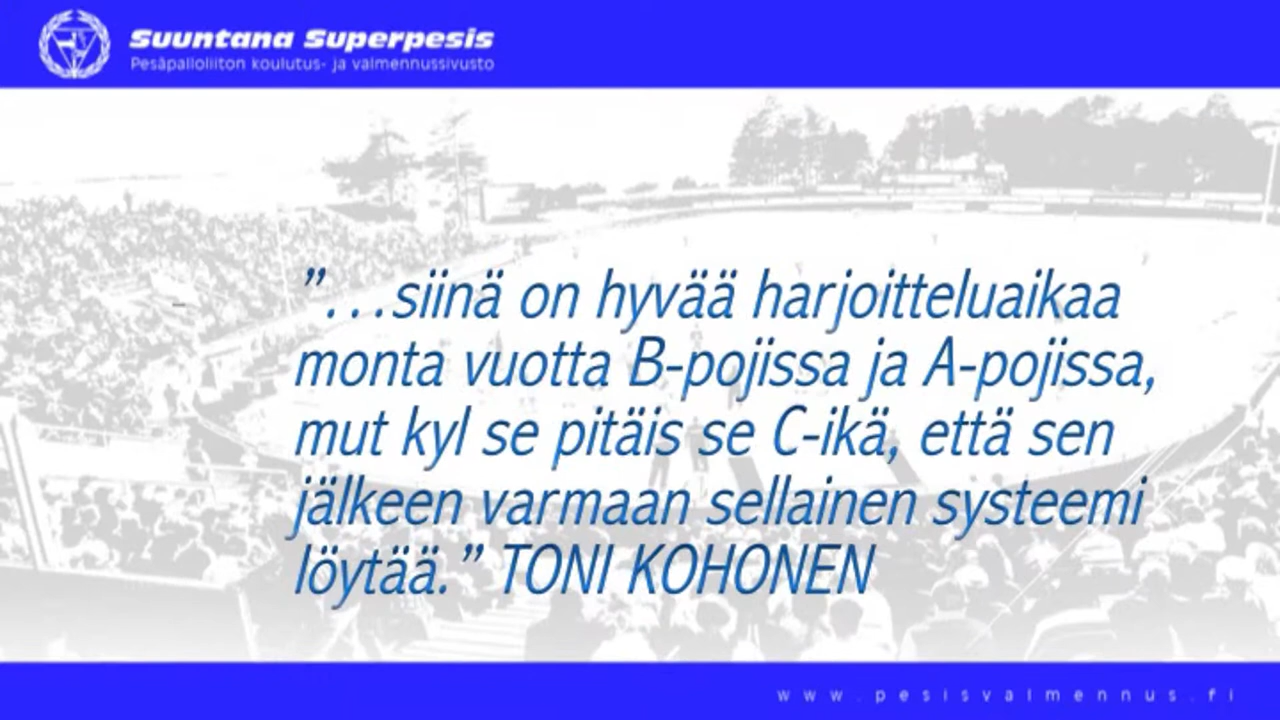 Suuntana Superpesis
Pesäpalloliiton koulutus- ja valmennussivusto
”...siinä on hyvää harjoitteluaikaa
monta vuotta B-pojissa ja A-pojissa,
mut kyl se pitäis se C-ikä, että sen
jälkeen varmaan sellainen systeemi
löytää.” TONI KOHONEN
www.pesisvalmennus.fi